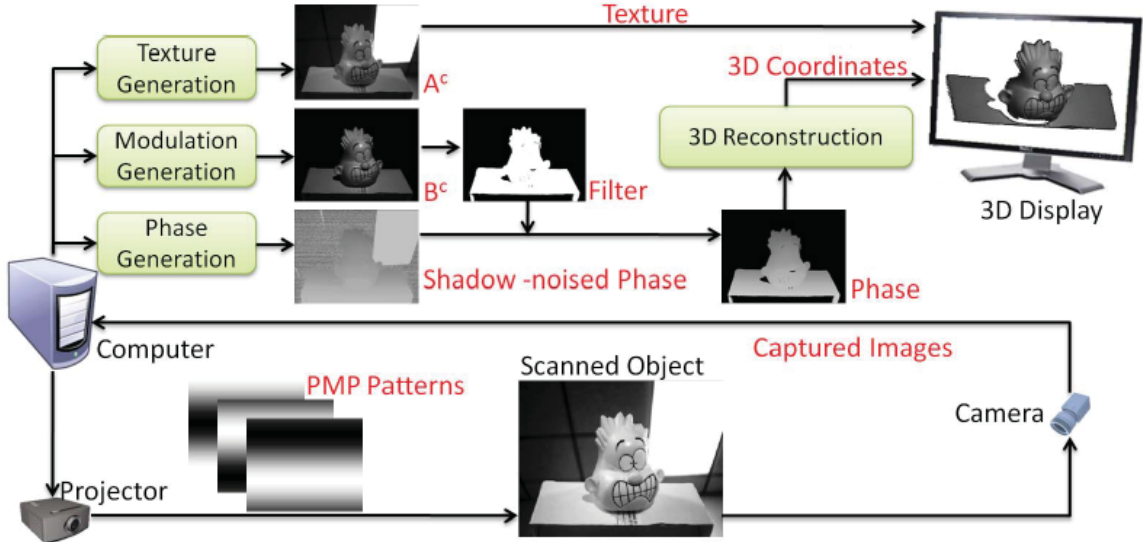 Texture
Texture
Generation
A^c
3D Coordinates
Modulation
Generation
B^c
Filter
3D Reconstruction
3D Display
Phase
Generation
Shadow -noised Phase
Phase
Computer
Captured Images
Scanned Object
PMP Patterns
Camera
Projector